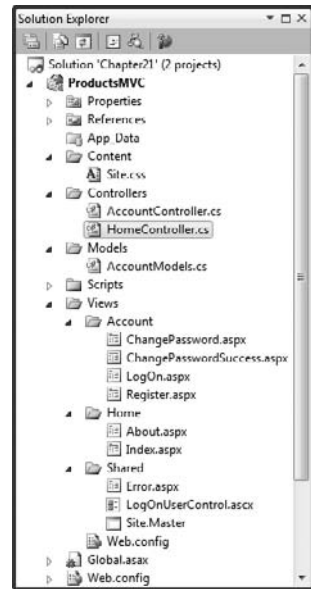 Solution Explorer
Solution 'Chapter21' (2 projects)
ProductsMVC
Properties
References
App_Data
Content
Site.css
Controllers
AccountController.cs
HomeController.cs
Models
AccountModels.cs
Scripts
Views
Account
ChangePassword.aspx
ChangePasswordSuccess.aspx
LogOn.aspx
Register.aspx
Home
About.aspx
Index.aspx
Shared
Error.aspx
LogOnUserControl.ascx
Site.Master
Web.config
Global.asax
Web.config